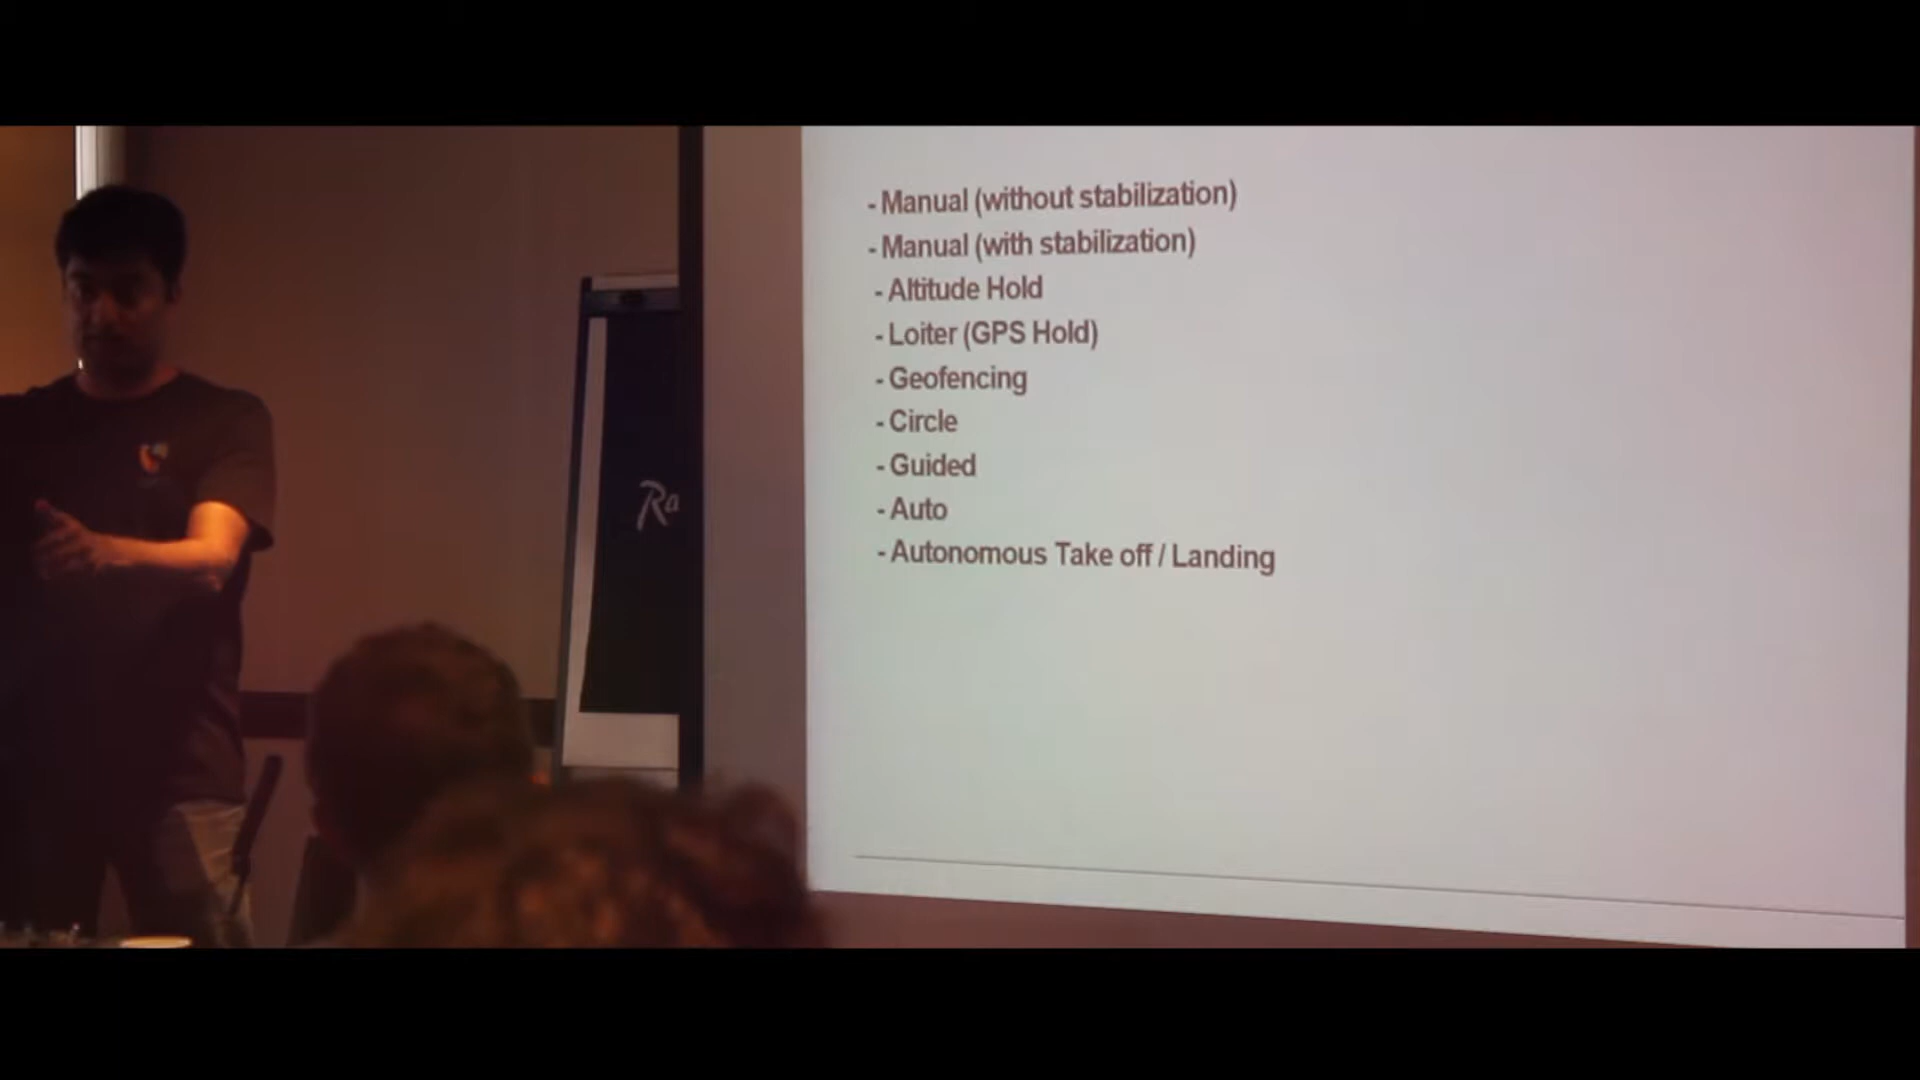 - Manual (without stabilization)
- Manual (with stabilization)
- Altitude Hold
- Loiter (GPS Hold)
- Geofencing
- Circle
- Guided
- Auto
- Autonomous Take off / Landing
Ra